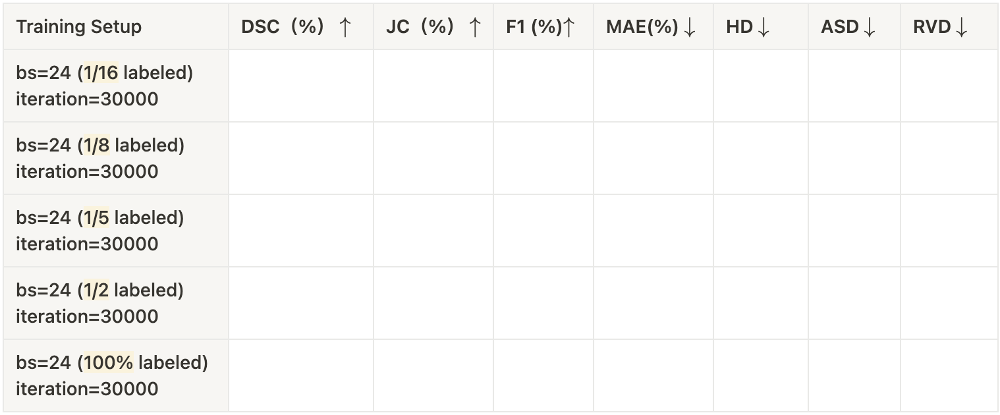 Training Setup DSC（%） ↑ JC（%） ↑ F1 (%)↑ MAE(%) ↓ HD ↓ ASD ↓ RVD ↓
bs=24 (1/16 labeled)
iteration=30000
bs=24 (1/8 labeled)
iteration=30000
bs=24 (1/5 labeled)
iteration=30000
bs=24 (1/2 labeled)
iteration=30000
bs=24 (100% labeled)
iteration=30000